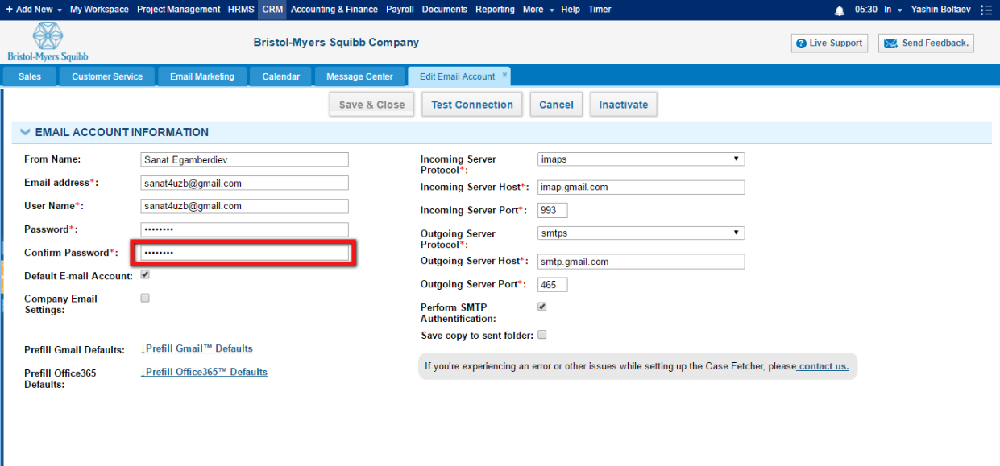 + Add New My Workspace Project Management HRMS CRM Accounting & Finance Payroll Documents Reporting More Help Timer 05:30 In Yashin Boltaev
Bristol-Myers Squibb
Bristol-Myers Squibb Company
? Live Support
Send Feedback.
Sales Customer Service Email Marketing Calendar Message Center Edit Email Account ×
Save & Close Test Connection Cancel Inactivate
EMAIL ACCOUNT INFORMATION
From Name: Sanat Egamberdiev
Email address*: sanat4uzb@gmail.com
User Name*: sanat4uzb@gmail.com
Password*: ••••••••
Confirm Password*: ••••••••
Default E-mail Account:
Company Email
Settings:
Prefill Gmail Defaults: ↓Prefill Gmail™ Defaults
Prefill Office365
Defaults:
↓Prefill Office365™ Defaults
Incoming Server
Protocol*:
imaps
Incoming Server Host*: imap.gmail.com
Incoming Server Port*: 993
Outgoing Server
Protocol*:
smtps
Outgoing Server Host*: smtp.gmail.com
Outgoing Server Port*: 465
Perform SMTP
Authentification:
Save copy to sent folder:
If you're experiencing an error or other issues while setting up the Case Fetcher, please contact us.